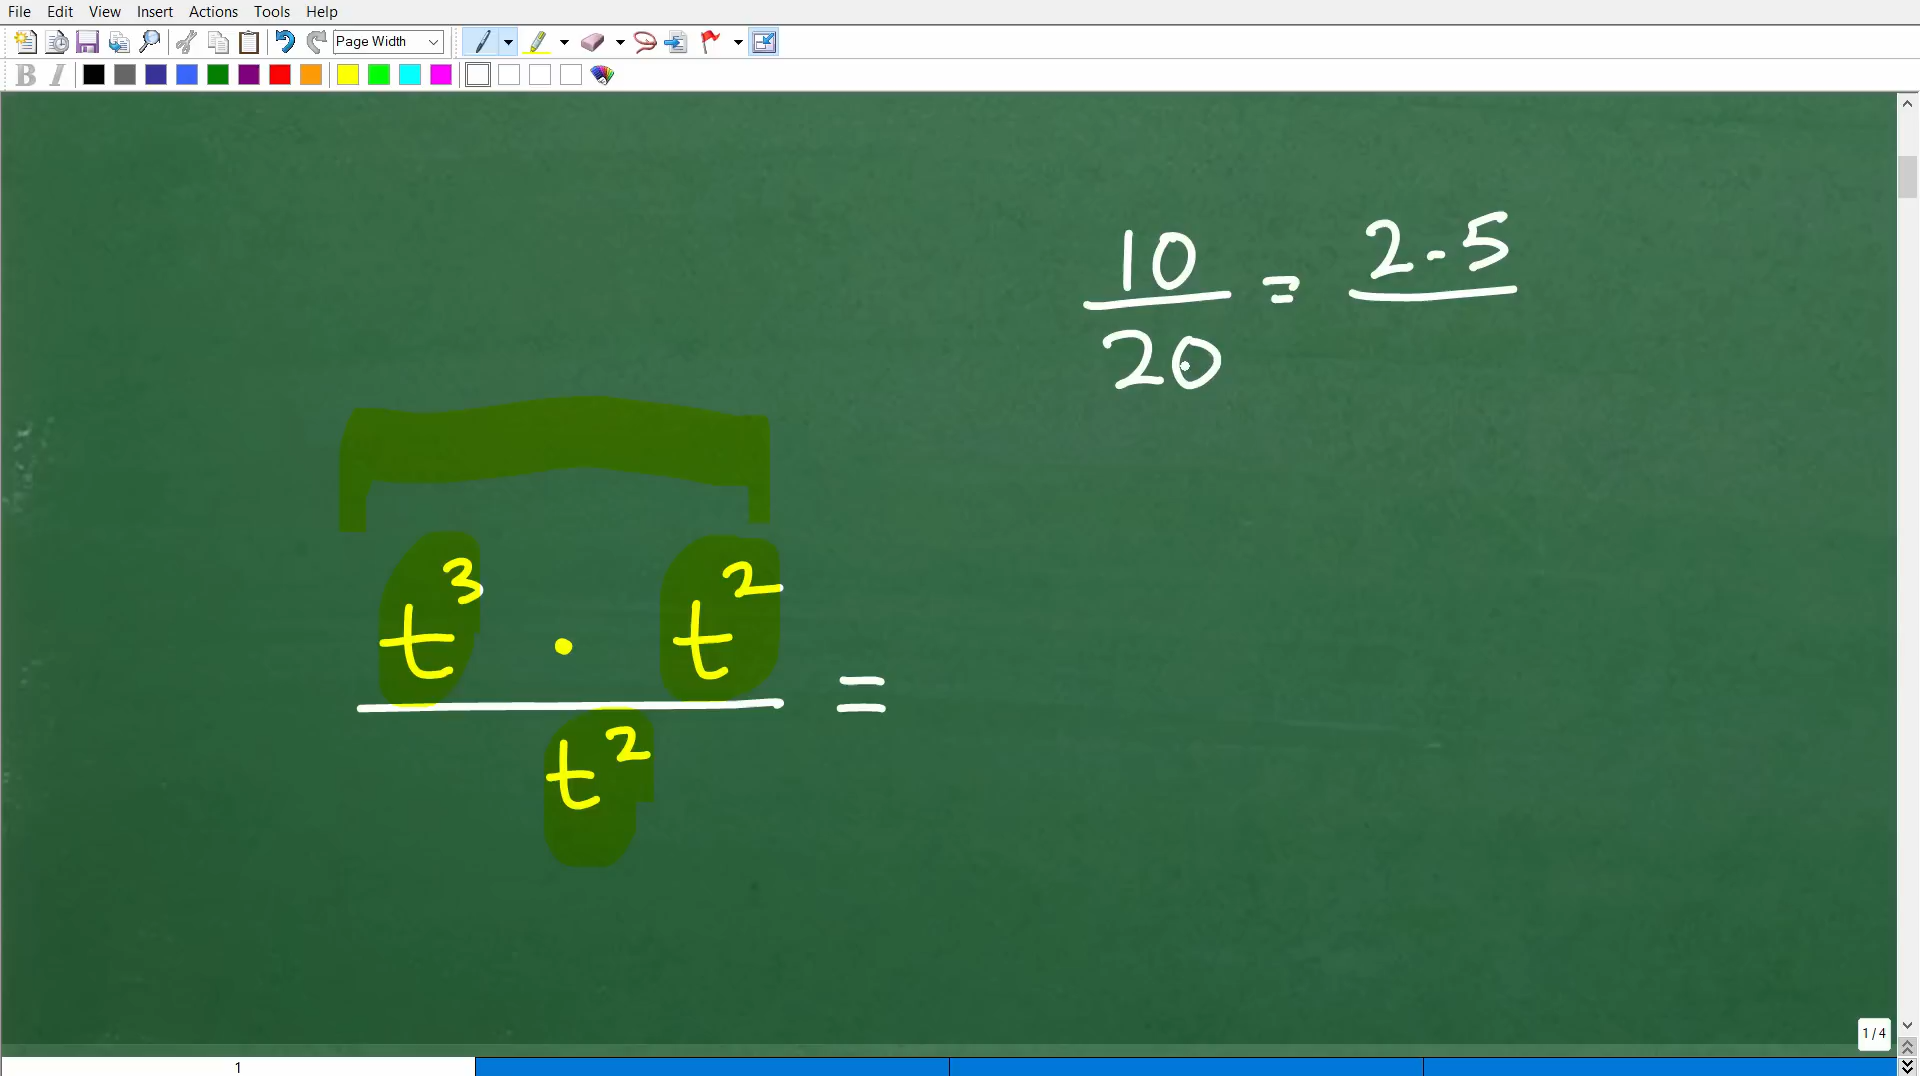 File Edit View Insert Actions Tools Help
Page Width
B I
10 = 2 · 5
20
t³ · t² =
t²
1 / 4
1